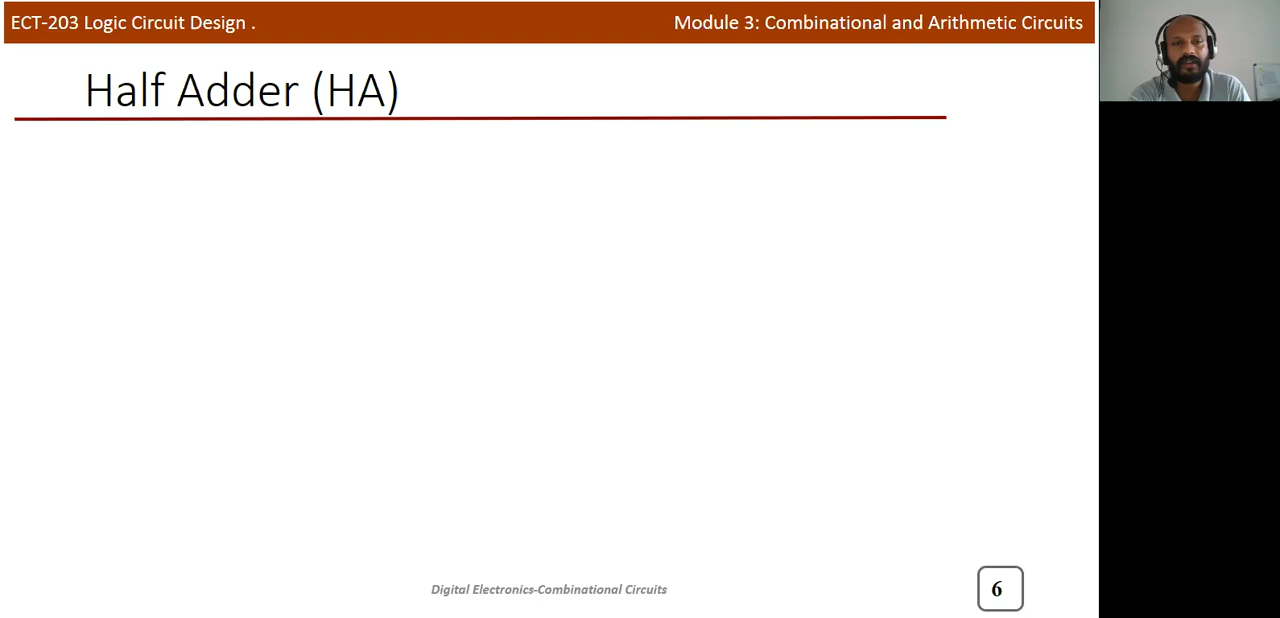 ECT-203 Logic Circuit Design .
Module 3: Combinational and Arithmetic Circuits
Half Adder (HA)
Digital Electronics-Combinational Circuits
6